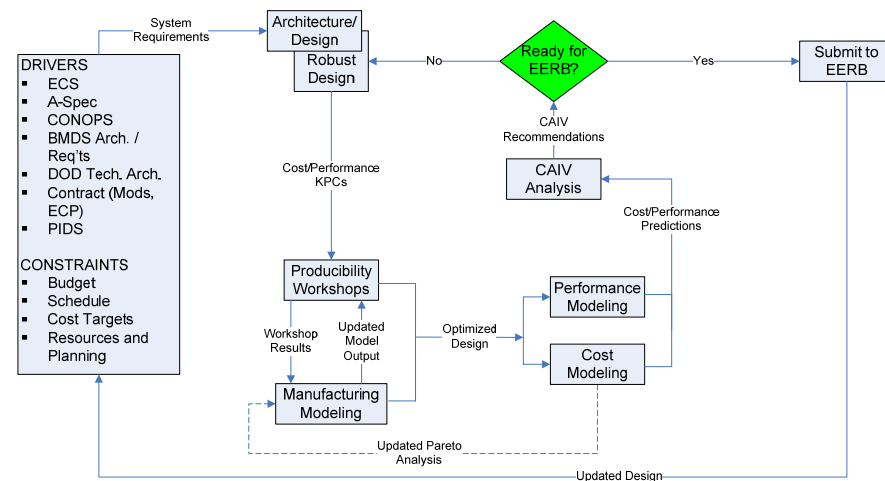 System
Requirements
Architecture/
Design
Robust
Design
No
Ready for
EERB?
Yes
Submit to
EERB
DRIVERS
▪ ECS
▪ A-Spec
▪ CONOPS
▪ BMDS Arch. /
Req'ts
▪ DOD Tech. Arch.
▪ Contract (Mods,
ECP)
▪ PIDS
CONSTRAINTS
▪ Budget
▪ Schedule
▪ Cost Targets
▪ Resources and
Planning
Cost/Performance
KPCs
CAIV
Recommendations
CAIV
Analysis
Cost/Performance
Predictions
Producibility
Workshops
Workshop
Results
Updated
Model
Output
Manufacturing
Modeling
Optimized
Design
Performance
Modeling
Cost
Modeling
Updated Pareto
Analysis
Updated Design